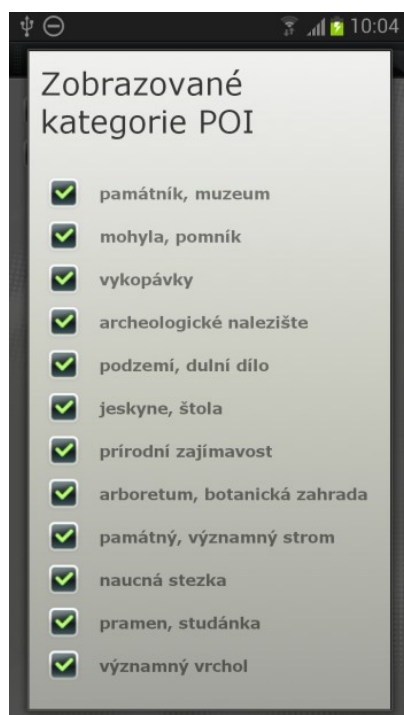 10:04
Zobrazované
kategorie POI
památník, muzeum
mohyla, pomník
vykopávky
archeologické nalezište
podzemí, dulní dílo
jeskyne, štola
prírodní zajímavost
arboretum, botanická zahrada
památný, významný strom
naucná stezka
pramen, studánka
významný vrchol